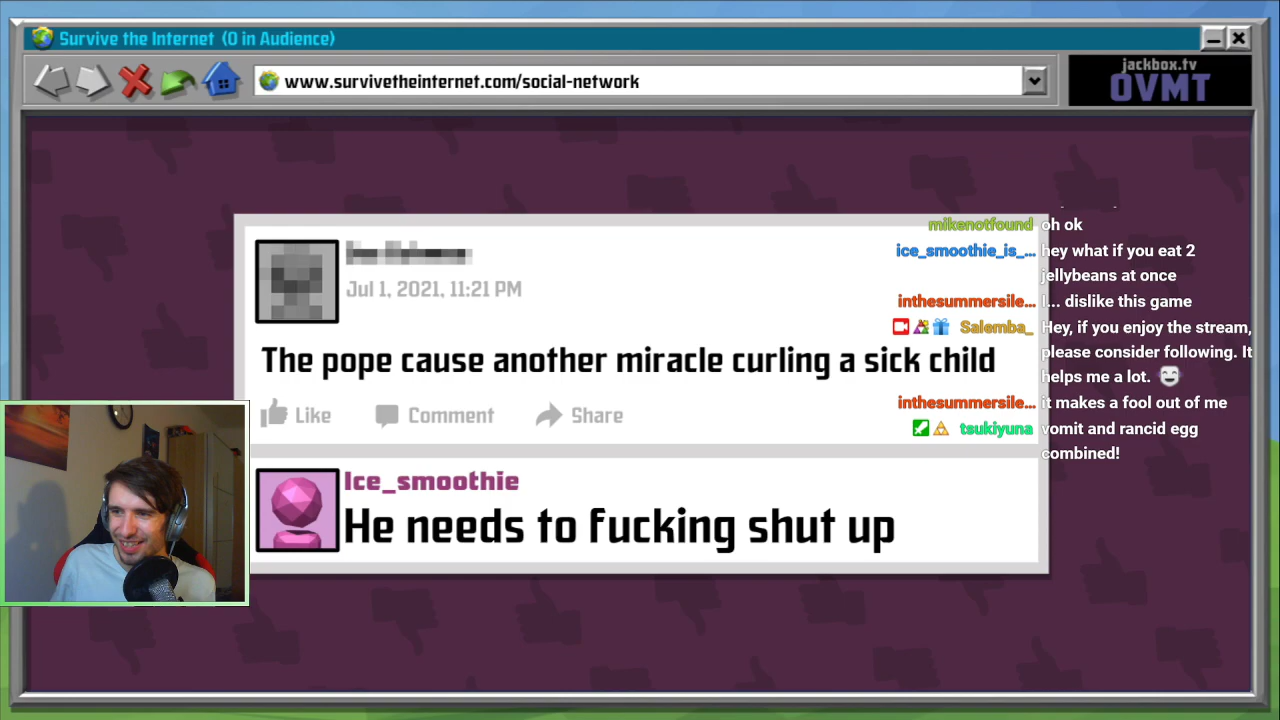 Survive the Internet (0 in Audience)
www.survivetheinternet.com/social-network
jackbox.tv
OVMT
Jul 1, 2021, 11:21 PM
The pope cause another miracle curling a sick child
Like Comment Share
Ice_smoothie
He needs to fucking shut up
mikenotfound oh ok
ice_smoothie_is_... hey what if you eat 2
jellybeans at once
inthesummersile... I... dislike this game
Salemba_ Hey, if you enjoy the stream,
please consider following. It
helps me a lot.
inthesummersile... it makes a fool out of me
tsukiyuna vomit and rancid egg
combined!